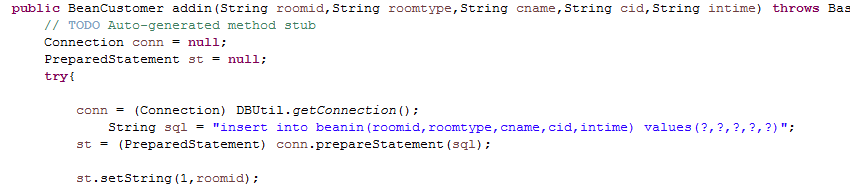 public BeanCustomer addin(String roomid,String roomtype,String cname,String cid,String intime) throws Bas
// TODO Auto-generated method stub
Connection conn = null;
PreparedStatement st = null;
try{
conn = (Connection) DBUtil.getConnection();
String sql = "insert into beanin(roomid,roomtype,cname,cid,intime) values(?,?,?,?,?)";
st = (PreparedStatement) conn.prepareStatement(sql);
st.setString(1,roomid);